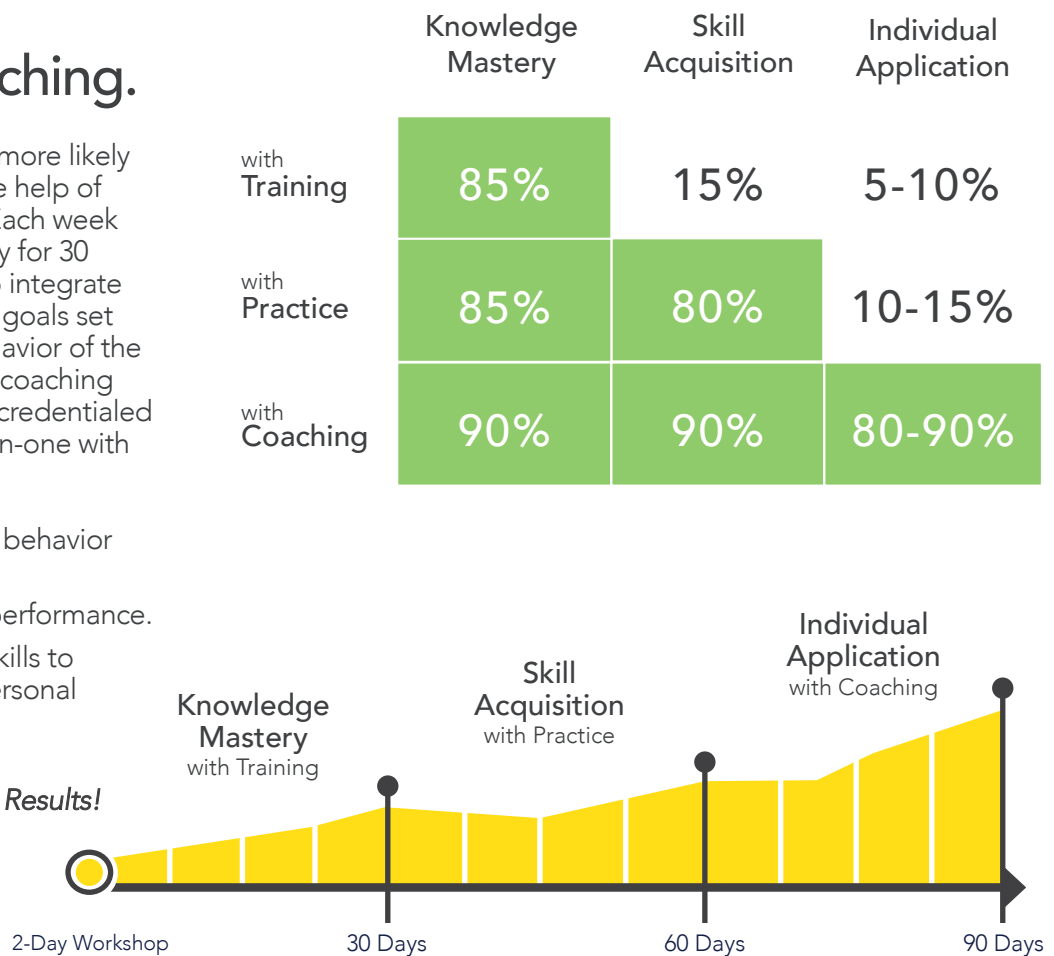 ching.
more likely
e help of
Each week
y for 30
integrate
goals set
avior of the
coaching
credentialed
n-one with
behavior
performance.
kills to
ersonal
Results!
Knowledge
Mastery
Skill
Acquisition
Individual
Application
with
Training
85%
15%
5-10%
with
Practice
85%
80%
10-15%
with
Coaching
90%
90%
80-90%
Knowledge
Mastery
with Training
Skill
Acquisition
with Practice
Individual
Application
with Coaching
2-Day Workshop
30 Days
60 Days
90 Days